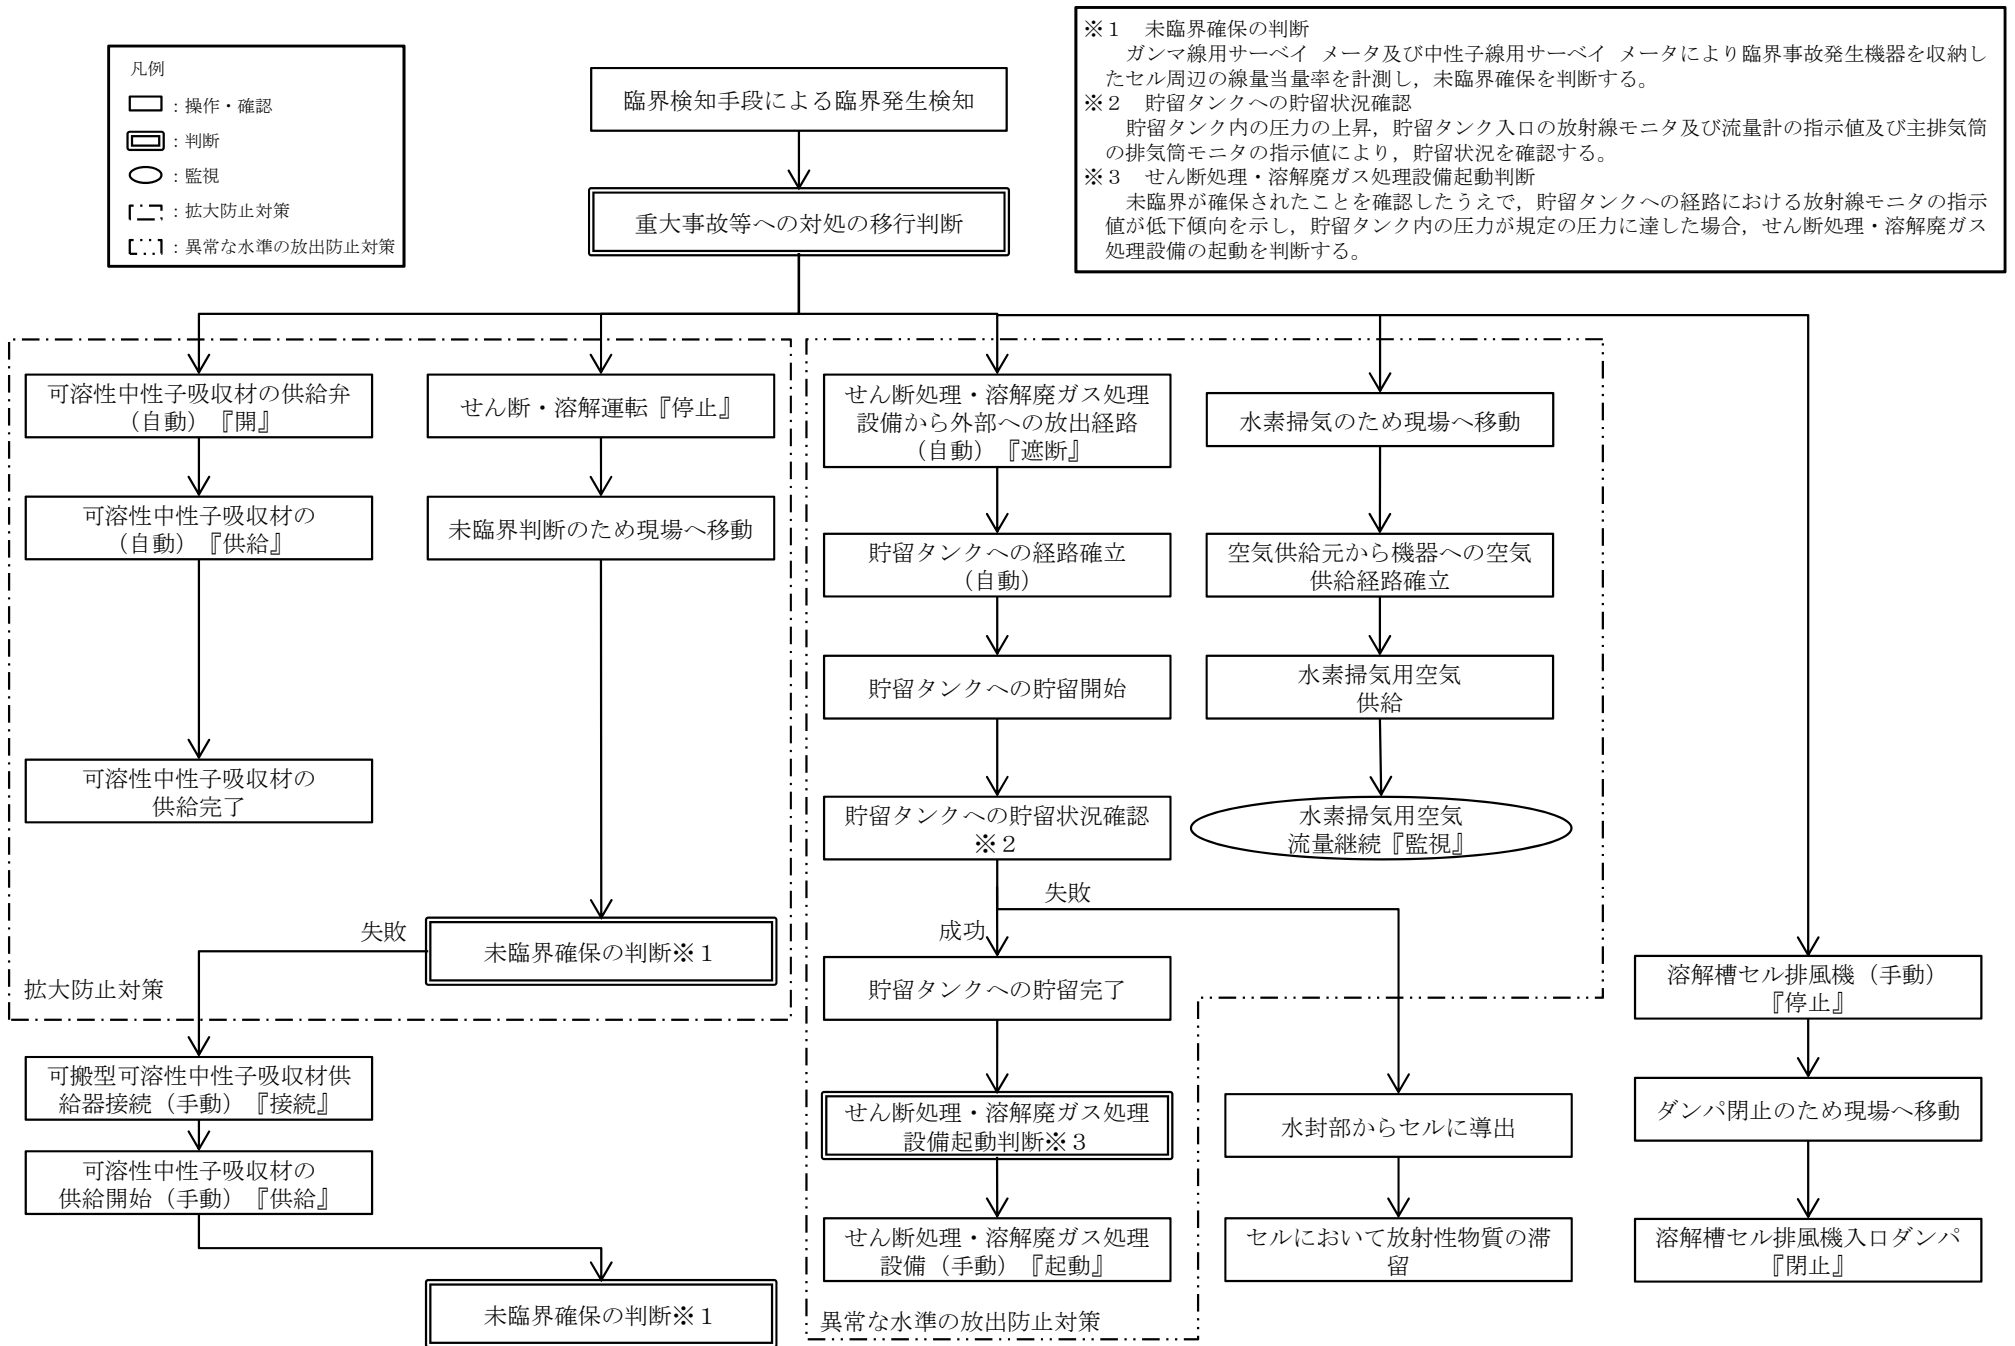 凡例
：操作・確認
：判断
：監視
：拡大防止対策
：異常な水準の放出防止対策
※１　未臨界確保の判断
ガンマ線用サーベイ メータ及び中性子線用サーベイ メータにより臨界事故発生機器を収納し
たセル周辺の線量当量率を計測し，未臨界確保を判断する。
※２　貯留タンクへの貯留状況確認
貯留タンク内の圧力の上昇，貯留タンク入口の放射線モニタ及び流量計の指示値及び主排気筒
の排気筒モニタの指示値により，貯留状況を確認する。
※３　せん断処理・溶解廃ガス処理設備起動判断
未臨界が確保されたことを確認したうえで，貯留タンクへの経路における放射線モニタの指示
値が低下傾向を示し，貯留タンク内の圧力が規定の圧力に達した場合，せん断処理・溶解廃ガス
処理設備の起動を判断する。
臨界検知手段による臨界発生検知
重大事故等への対処の移行判断
可溶性中性子吸収材の供給弁
（自動）『開』
可溶性中性子吸収材の
（自動）『供給』
可溶性中性子吸収材の
供給完了
せん断・溶解運転『停止』
未臨界判断のため現場へ移動
未臨界確保の判断※１
失敗
拡大防止対策
可搬型可溶性中性子吸収材供
給器接続（手動）『接続』
可溶性中性子吸収材の
供給開始（手動）『供給』
未臨界確保の判断※１
せん断処理・溶解廃ガス処理
設備から外部への放出経路
（自動）『遮断』
貯留タンクへの経路確立
（自動）
貯留タンクへの貯留開始
貯留タンクへの貯留状況確認
※２
失敗
成功
貯留タンクへの貯留完了
せん断処理・溶解廃ガス処理
設備起動判断※３
せん断処理・溶解廃ガス処理
設備（手動）『起動』
異常な水準の放出防止対策
水素掃気のため現場へ移動
空気供給元から機器への空気
供給経路確立
水素掃気用空気
供給
水素掃気用空気
流量継続『監視』
水封部からセルに導出
セルにおいて放射性物質の滞
留
溶解槽セル排風機（手動）
『停止』
ダンパ閉止のため現場へ移動
溶解槽セル排風機入口ダンパ
『閉止』